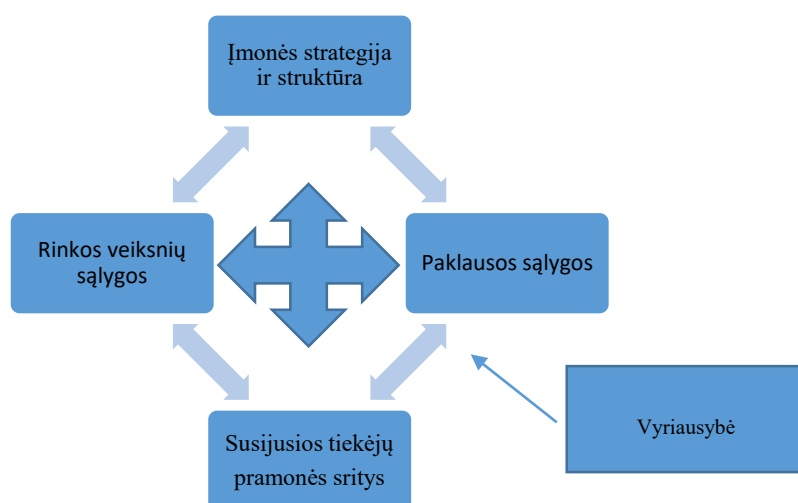 Įmonės strategija
ir struktūra
Rinkos veiksnių
sąlygos
Paklausos sąlygos
Susijusios tiekėjų
pramonės sritys
Vyriausybė